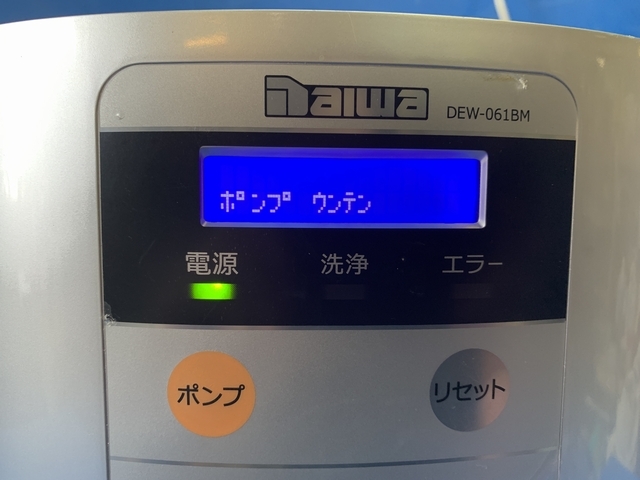 Daiwa
DEW-061BM
ポンプ ウンテン
電源 洗浄 エラー
ポンプ リセット